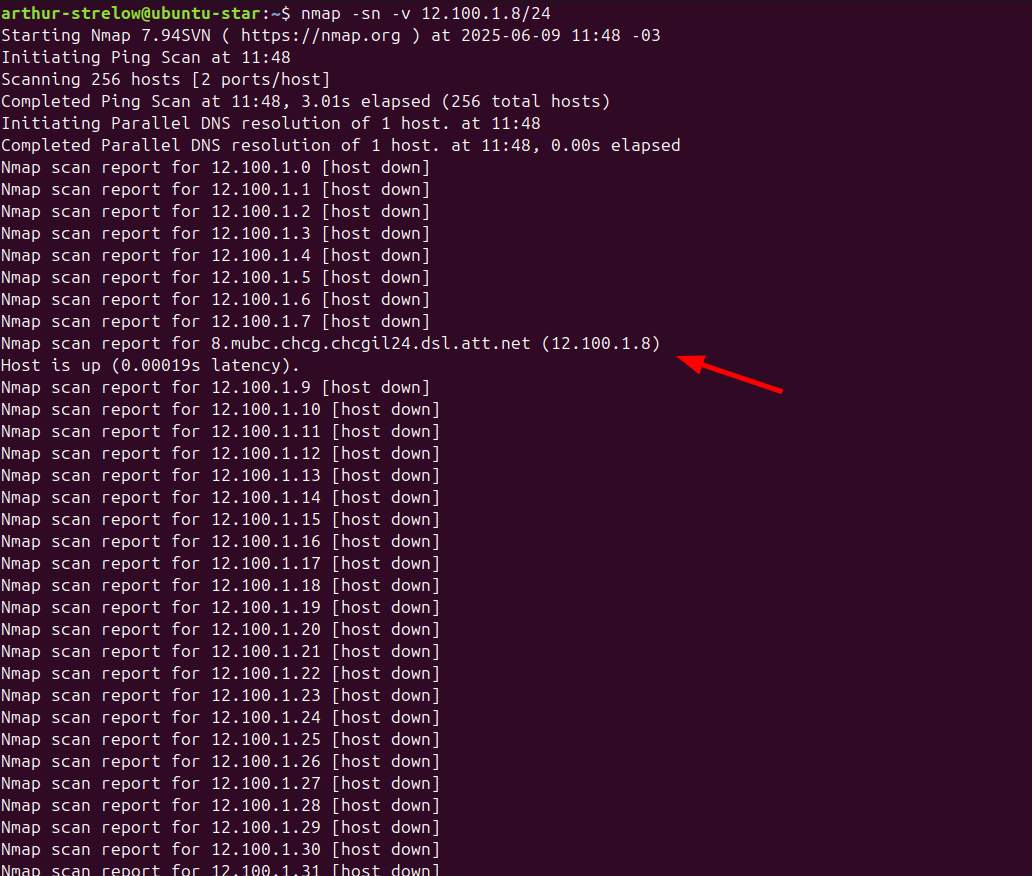 arthur-strelow@ubuntu-star:~$ nmap -sn -v 12.100.1.8/24
Starting Nmap 7.94SVN ( https://nmap.org ) at 2025-06-09 11:48 -03
Initiating Ping Scan at 11:48
Scanning 256 hosts [2 ports/host]
Completed Ping Scan at 11:48, 3.01s elapsed (256 total hosts)
Initiating Parallel DNS resolution of 1 host. at 11:48
Completed Parallel DNS resolution of 1 host. at 11:48, 0.00s elapsed
Nmap scan report for 12.100.1.0 [host down]
Nmap scan report for 12.100.1.1 [host down]
Nmap scan report for 12.100.1.2 [host down]
Nmap scan report for 12.100.1.3 [host down]
Nmap scan report for 12.100.1.4 [host down]
Nmap scan report for 12.100.1.5 [host down]
Nmap scan report for 12.100.1.6 [host down]
Nmap scan report for 12.100.1.7 [host down]
Nmap scan report for 8.mubc.chcg.chcgil24.dsl.att.net (12.100.1.8)
Host is up (0.00019s latency).
Nmap scan report for 12.100.1.9 [host down]
Nmap scan report for 12.100.1.10 [host down]
Nmap scan report for 12.100.1.11 [host down]
Nmap scan report for 12.100.1.12 [host down]
Nmap scan report for 12.100.1.13 [host down]
Nmap scan report for 12.100.1.14 [host down]
Nmap scan report for 12.100.1.15 [host down]
Nmap scan report for 12.100.1.16 [host down]
Nmap scan report for 12.100.1.17 [host down]
Nmap scan report for 12.100.1.18 [host down]
Nmap scan report for 12.100.1.19 [host down]
Nmap scan report for 12.100.1.20 [host down]
Nmap scan report for 12.100.1.21 [host down]
Nmap scan report for 12.100.1.22 [host down]
Nmap scan report for 12.100.1.23 [host down]
Nmap scan report for 12.100.1.24 [host down]
Nmap scan report for 12.100.1.25 [host down]
Nmap scan report for 12.100.1.26 [host down]
Nmap scan report for 12.100.1.27 [host down]
Nmap scan report for 12.100.1.28 [host down]
Nmap scan report for 12.100.1.29 [host down]
Nmap scan report for 12.100.1.30 [host down]
Nmap scan report for 12.100.1.31 [host down]